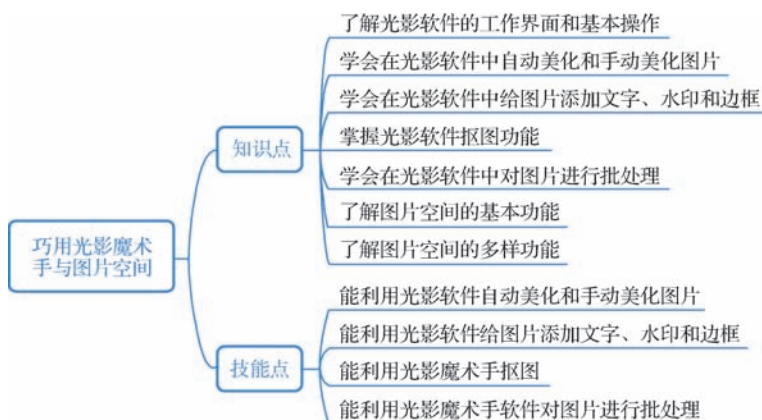 了解光影软件的工作界面和基本操作
学会在光影软件中自动美化和手动美化图片
学会在光影软件中给图片添加文字、水印和边框
知识点
掌握光影软件抠图功能
学会在光影软件中对图片进行批处理
了解图片空间的基本功能
了解图片空间的多样功能
巧用光影魔术
手与图片空间
能利用光影软件自动美化和手动美化图片
能利用光影软件给图片添加文字、水印和边框
技能点
能利用光影魔术手抠图
能利用光影魔术手软件对图片进行批处理